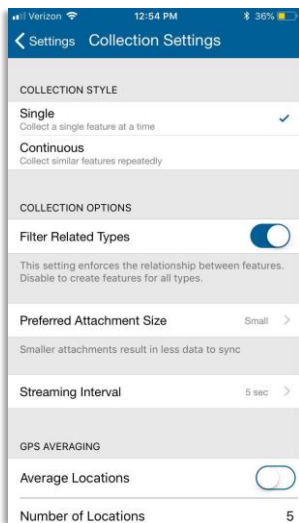 Verizon 12:54 PM 36%
Settings Collection Settings
COLLECTION STYLE
Single
Collect a single feature at a time
Continuous
Collect similar features repeatedly
COLLECTION OPTIONS
Filter Related Types
This setting enforces the relationship between features.
Disable to create features for all types.
Preferred Attachment Size Small
Smaller attachments result in less data to sync
Streaming Interval 5 sec
GPS AVERAGING
Average Locations
Number of Locations 5